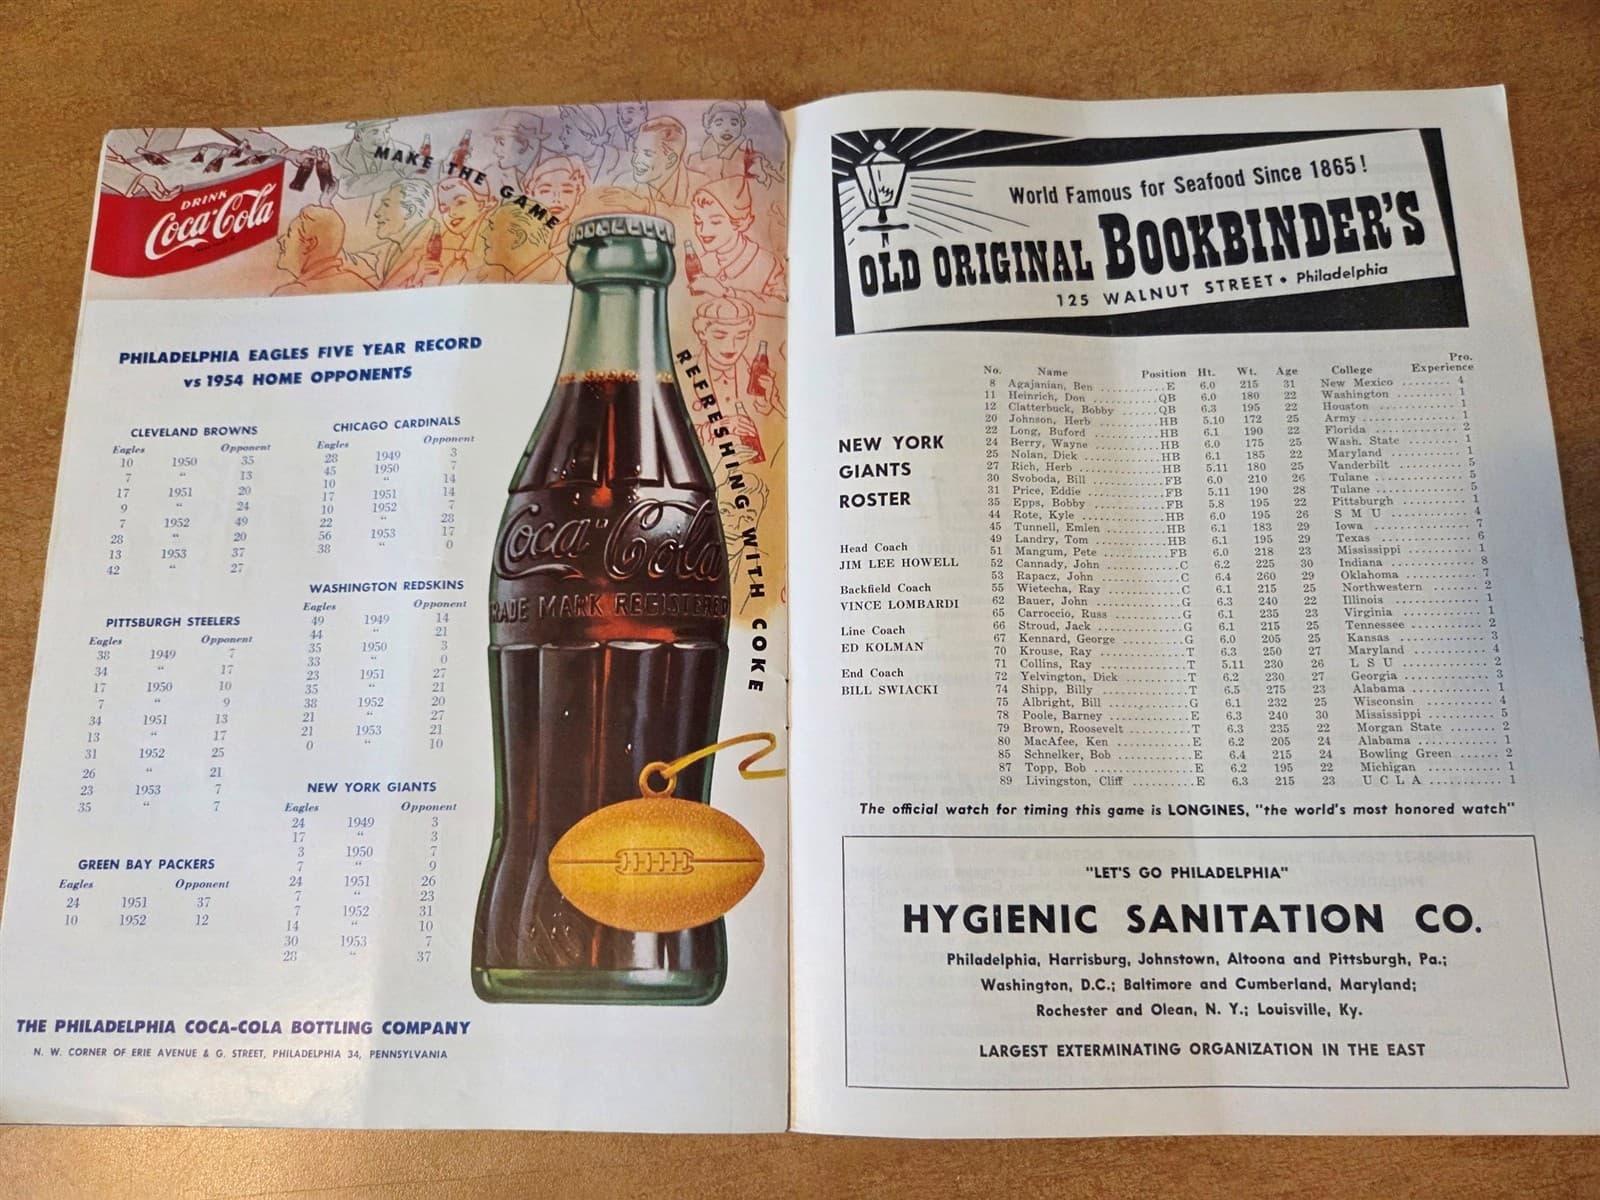 DRINK
Coca-Cola
MAKE THE GAME
REFRESHING WITH COKE
Coca-Cola
TRADE MARK REGISTERED
PHILADELPHIA EAGLES FIVE YEAR RECORD
vs 1954 HOME OPPONENTS
CLEVELAND BROWNS
Eagles Opponent
10 1950 35
7 " 13
17 1951 20
9 " 24
7 1952 49
28 " 20
13 1953 37
42 " 27
PITTSBURGH STEELERS
Eagles Opponent
38 1949 7
34 " 17
17 1950 10
7 " 9
34 1951 13
13 " 17
31 1952 25
26 " 21
23 1953 7
35 " 7
GREEN BAY PACKERS
Eagles Opponent
24 1951 37
10 1952 12
CHICAGO CARDINALS
Eagles Opponent
28 1949 3
45 1950 7
10 " 14
17 1951 14
10 1952 7
22 " 28
56 1953 17
38 " 0
WASHINGTON REDSKINS
Eagles Opponent
49 1949 14
44 " 21
35 1950 3
33 " 0
23 1951 27
35 " 21
38 1952 20
21 " 27
21 1953 21
0 " 10
NEW YORK GIANTS
Eagles Opponent
24 1949 3
17 " 3
3 1950 7
7 " 9
24 1951 26
7 " 23
7 1952 31
14 " 10
30 1953 7
28 " 37
THE PHILADELPHIA COCA-COLA BOTTLING COMPANY
N. W. CORNER OF ERIE AVENUE & G. STREET, PHILADELPHIA 34, PENNSYLVANIA
World Famous for Seafood Since 1865!
OLD ORIGINAL BOOKBINDER'S
125 WALNUT STREET • Philadelphia
NEW YORK
GIANTS
ROSTER
Head Coach
JIM LEE HOWELL
Backfield Coach
VINCE LOMBARDI
Line Coach
ED KOLMAN
End Coach
BILL SWIACKI
No. Name Position Ht. Wt. Age College Pro. Experience
8 Agajanian, Ben ..........E 6.0 215 31 New Mexico ........ 4
11 Heinrich, Don ..........QB 6.0 180 22 Washington ........ 1
12 Clatterbuck, Bobby ......QB 6.3 195 22 Houston ........ 1
20 Johnson, Herb ..........HB 5.10 172 25 Army ........ 1
22 Long, Buford ..........HB 6.1 190 22 Florida ........ 2
24 Berry, Wayne ..........HB 6.0 175 25 Wash. State ........ 1
25 Nolan, Dick ..........HB 6.1 185 22 Maryland ........ 1
27 Rich, Herb ..........HB 5.11 180 25 Vanderbilt ........ 5
30 Svoboda, Bill ..........FB 6.0 210 26 Tulane ........ 5
31 Price, Eddie ..........FB 5.11 190 28 Tulane ........ 5
35 Epps, Bobby ..........FB 5.8 195 22 Pittsburgh ........ 1
44 Rote, Kyle ..........HB 6.0 195 26 S M U ........ 4
45 Tunnell, Emlen ..........HB 6.1 183 29 Iowa ........ 7
49 Landry, Tom ..........HB 6.1 195 29 Texas ........ 6
51 Mangum, Pete ..........FB 6.0 218 23 Mississippi ........ 1
52 Cannady, John ..........C 6.2 225 30 Indiana ........ 8
53 Rapacz, John ..........C 6.4 260 29 Oklahoma ........ 7
55 Wietecha, Ray ..........C 6.1 215 25 Northwestern ........ 2
62 Bauer, John ..........G 6.3 240 22 Illinois ........ 1
65 Carroccio, Russ ..........G 6.1 235 23 Virginia ........ 1
66 Stroud, Jack ..........G 6.1 215 25 Tennessee ........ 2
67 Kennard, George ..........G 6.0 205 25 Kansas ........ 3
70 Krouse, Ray ..........T 6.3 250 27 Maryland ........ 4
71 Collins, Ray ..........T 5.11 230 26 L S U ........ 2
72 Yelvington, Dick ..........T 6.2 230 27 Georgia ........ 3
74 Shipp, Billy ..........T 6.5 275 23 Alabama ........ 1
75 Albright, Bill ..........G 6.1 232 25 Wisconsin ........ 4
78 Poole, Barney ..........E 6.3 240 30 Mississippi ........ 5
79 Brown, Roosevelt ..........T 6.3 235 22 Morgan State ........ 2
80 MacAfee, Ken ..........E 6.2 205 24 Alabama ........ 1
85 Schnelker, Bob ..........E 6.4 215 24 Bowling Green ........ 2
87 Topp, Bob ..........E 6.2 195 22 Michigan ........ 1
89 Livingston, Cliff ..........E 6.3 215 23 U C L A ........ 1
The official watch for timing this game is LONGINES, "the world's most honored watch"
"LET'S GO PHILADELPHIA"
HYGIENIC SANITATION CO.
Philadelphia, Harrisburg, Johnstown, Altoona and Pittsburgh, Pa.;
Washington, D.C.; Baltimore and Cumberland, Maryland;
Rochester and Olean, N. Y.; Louisville, Ky.
LARGEST EXTERMINATING ORGANIZATION IN THE EAST